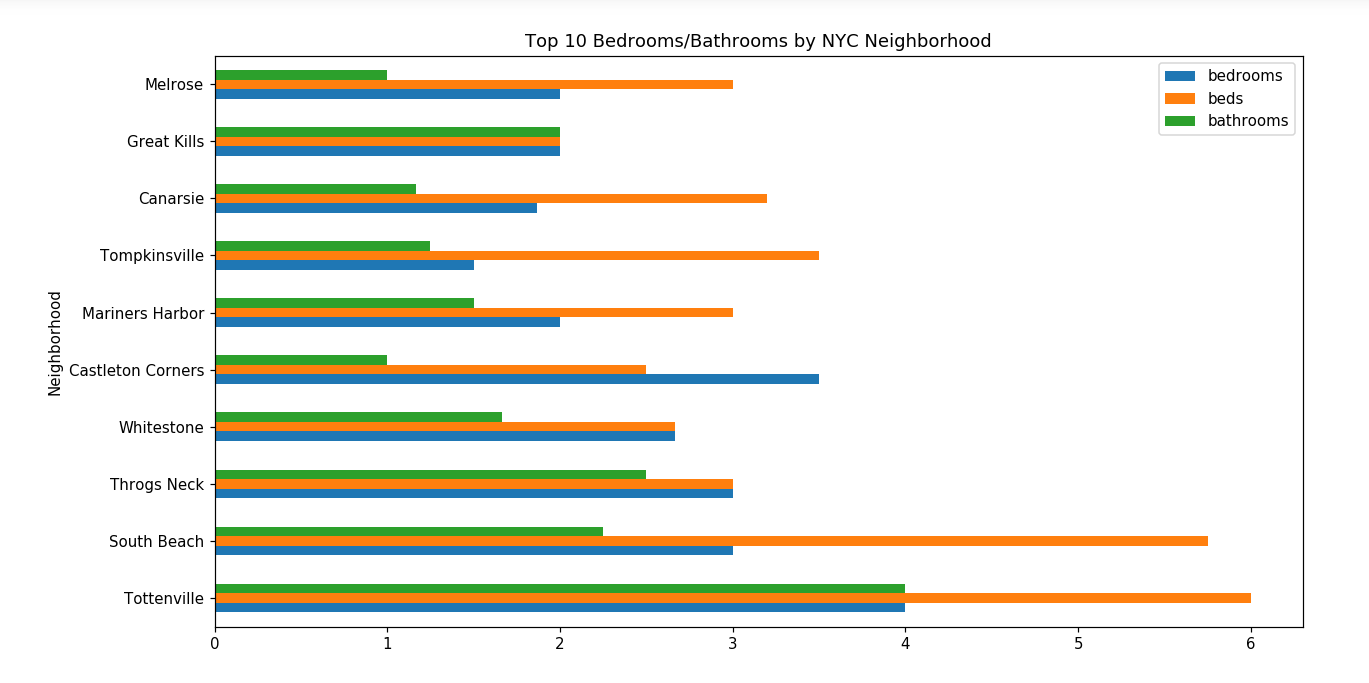 Top 10 Bedrooms/Bathrooms by NYC Neighborhood
bedrooms
beds
bathrooms
Neighborhood
Melrose
Great Kills
Canarsie
Tompkinsville
Mariners Harbor
Castleton Corners
Whitestone
Throgs Neck
South Beach
Tottenville
0 1 2 3 4 5 6